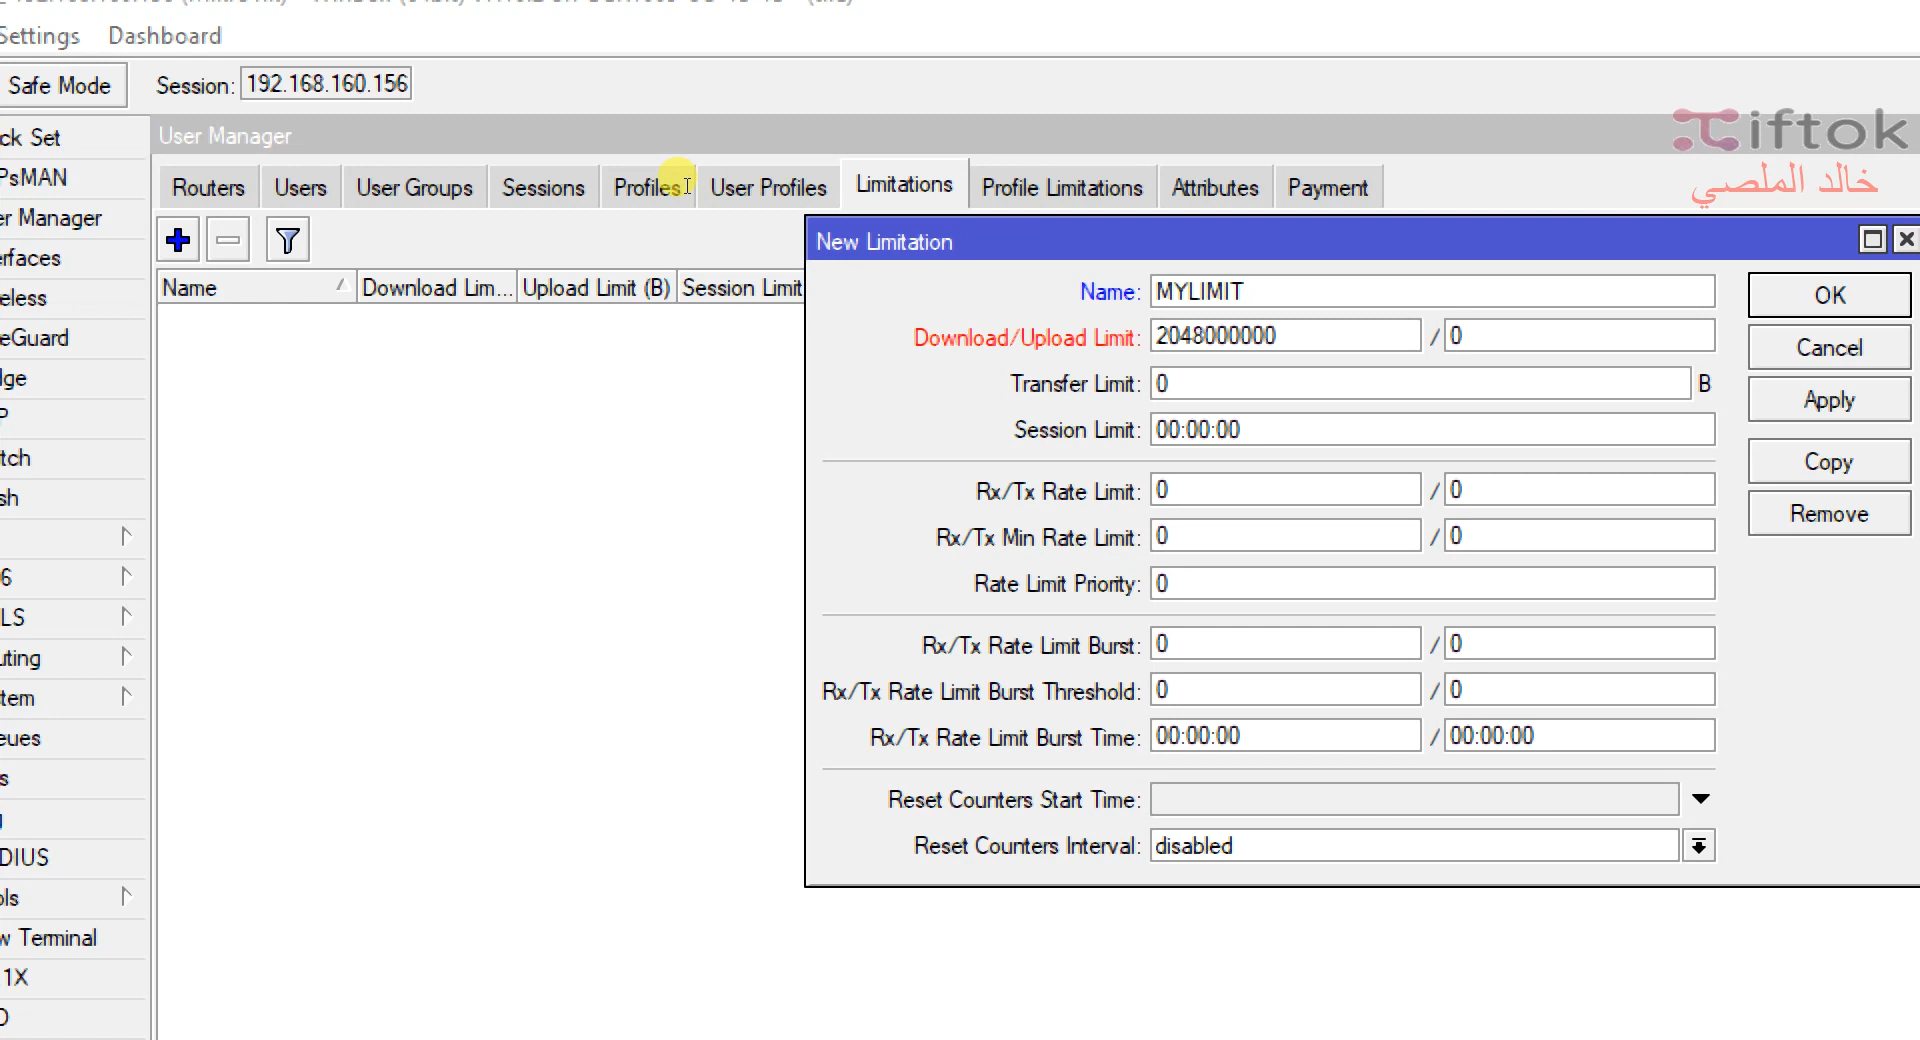 Settings Dashboard
Safe Mode Session: 192.168.160.156
User Manager
iftok
خالد الملصي
Routers Users User Groups Sessions Profiles User Profiles Limitations Profile Limitations Attributes Payment
Name Download Lim... Upload Limit (B) Session Limit
ck Set
PsMAN
er Manager
erfaces
eless
eGuard
lge
P
tch
sh
6
LS
uting
stem
eues
s
DIUS
ols
w Terminal
1X
New Limitation
Name: MYLIMIT
Download/Upload Limit: 2048000000 / 0
Transfer Limit: 0 B
Session Limit: 00:00:00
Rx/Tx Rate Limit: 0 / 0
Rx/Tx Min Rate Limit: 0 / 0
Rate Limit Priority: 0
Rx/Tx Rate Limit Burst: 0 / 0
Rx/Tx Rate Limit Burst Threshold: 0 / 0
Rx/Tx Rate Limit Burst Time: 00:00:00 / 00:00:00
Reset Counters Start Time:
Reset Counters Interval: disabled
OK
Cancel
Apply
Copy
Remove